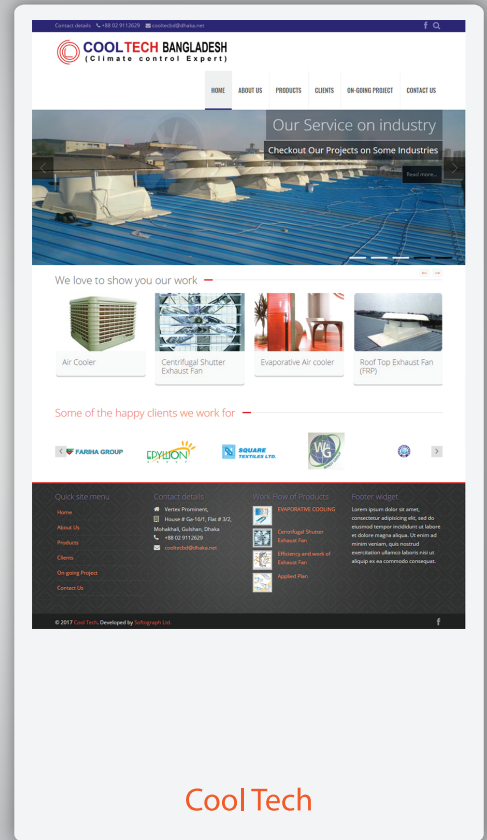 Contact details +88 02 9112629 cooltecbd@dhaka.net
COOLTECH BANGLADESH
(Climate control Expert)
HOME ABOUT US PRODUCTS CLIENTS ON-GOING PROJECT CONTACT US
Our Service on industry
Checkout Our Projects on Some Industries
Read more...
We love to show you our work
Air Cooler
Centrifugal Shutter
Exhaust Fan
Evaporative Air cooler
Roof Top Exhaust Fan
(FRP)
Some of the happy clients we work for
FARIHA GROUP
EPYLLION
GROUP
SQUARE
TEXTILES LTD.
WG
Quick site menu
Home
About Us
Products
Clients
On-going Project
Contact Us
Contact details
Vertex Prominent,
House # Ga-16/1, Flat # 3/2,
Mohakhali, Gulshan, Dhaka
+88 02 9112629
cooltecbd@dhaka.net
Work Flow of Products
EVAPORATIVE COOLING
Centrifugal Shutter
Exhaust Fan
Efficiency and work of
Exhaust Fan
Applied Plan
Footer widget
Lorem ipsum dolor sit amet,
consectetur adipisicing elit, sed do
eiusmod tempor incididunt ut labore
et dolore magna aliqua. Ut enim ad
minim veniam, quis nostrud
exercitation ullamco laboris nisi ut
aliquip ex ea commodo consequat.
© 2017 Cool Tech. Developed by Softograph Ltd.
Cool Tech